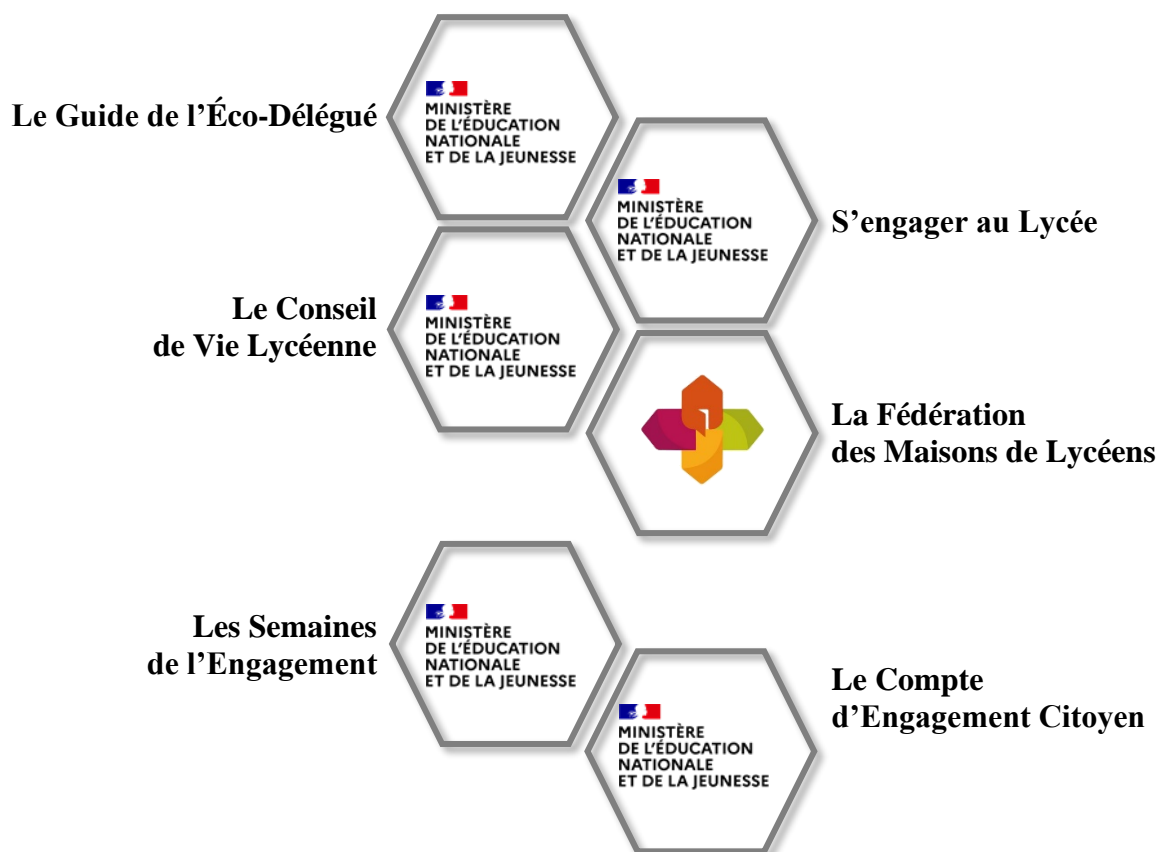 Le Guide de l’Éco-Délégué
MINISTÈRE
DE L’ÉDUCATION
NATIONALE
ET DE LA JEUNESSE
MINISTÈRE
DE L’ÉDUCATION
NATIONALE
ET DE LA JEUNESSE
S’engager au Lycée
Le Conseil
de Vie Lycéenne
MINISTÈRE
DE L’ÉDUCATION
NATIONALE
ET DE LA JEUNESSE
La Fédération
des Maisons de Lycéens
Les Semaines
de l’Engagement
MINISTÈRE
DE L’ÉDUCATION
NATIONALE
ET DE LA JEUNESSE
MINISTÈRE
DE L’ÉDUCATION
NATIONALE
ET DE LA JEUNESSE
Le Compte
d’Engagement Citoyen